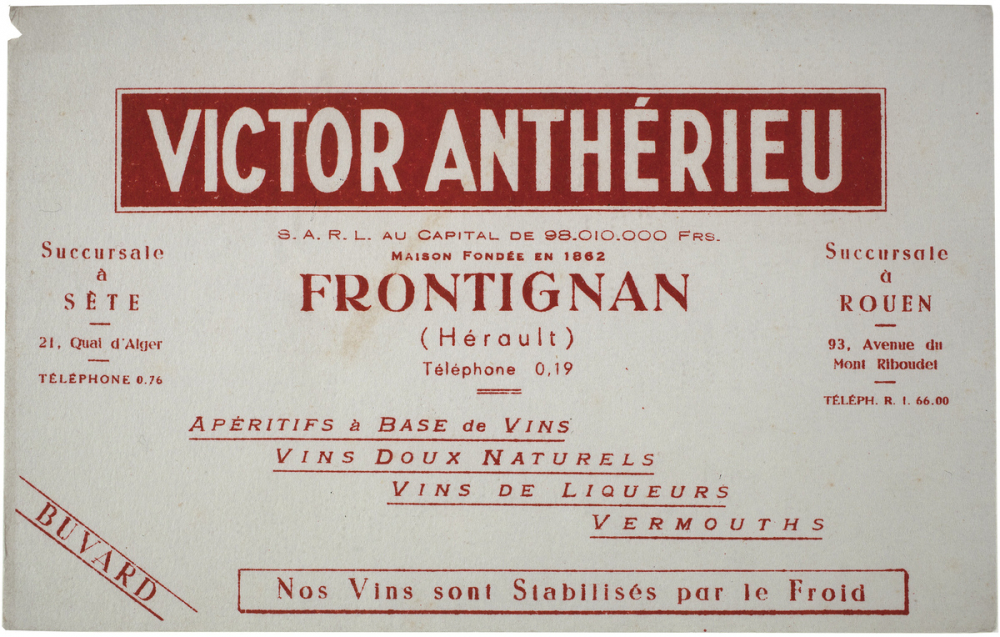 VICTOR ANTHÉRIEU
S. A. R. L. AU CAPITAL DE 98.010.000 FRS.
MAISON FONDÉE EN 1862
FRONTIGNAN
(Hérault)
Téléphone 0,19
Succursale
à
SÈTE
21, Quai d'Alger
TÉLÉPHONE 0.76
Succursale
à
ROUEN
93, Avenue du
Mont Riboudet
TÉLÉPH. R. I. 66.00
APÉRITIFS à BASE de VINS
VINS DOUX NATURELS
VINS DE LIQUEURS
VERMOUTHS
BUVARD
Nos Vins sont Stabilisés par le Froid